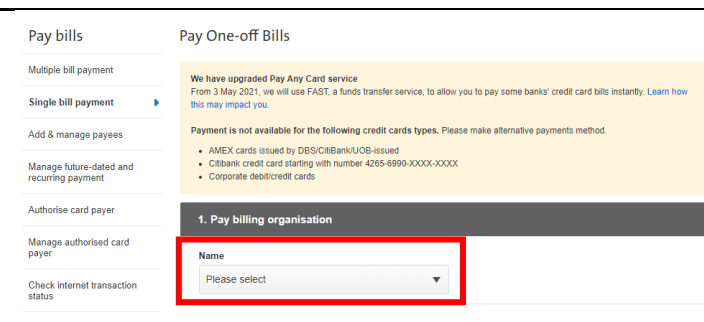 Pay bills
Multiple bill payment
Single bill payment
Add & manage payees
Manage future-dated and
recurring payment
Authorise card payer
Manage authorised card
payer
Check internet transaction
status
Pay One-off Bills
We have upgraded Pay Any Card service
From 3 May 2021, we will use FAST, a funds transfer service, to allow you to pay some banks' credit card bills instantly. Learn how
this may impact you.
Payment is not available for the following credit cards types. Please make alternative payments method.
• AMEX cards issued by DBS/CitiBank/UOB-issued
• Citibank credit card starting with number 4265-6990-XXXX-XXXX
• Corporate debit/credit cards
1. Pay billing organisation
Name
Please select